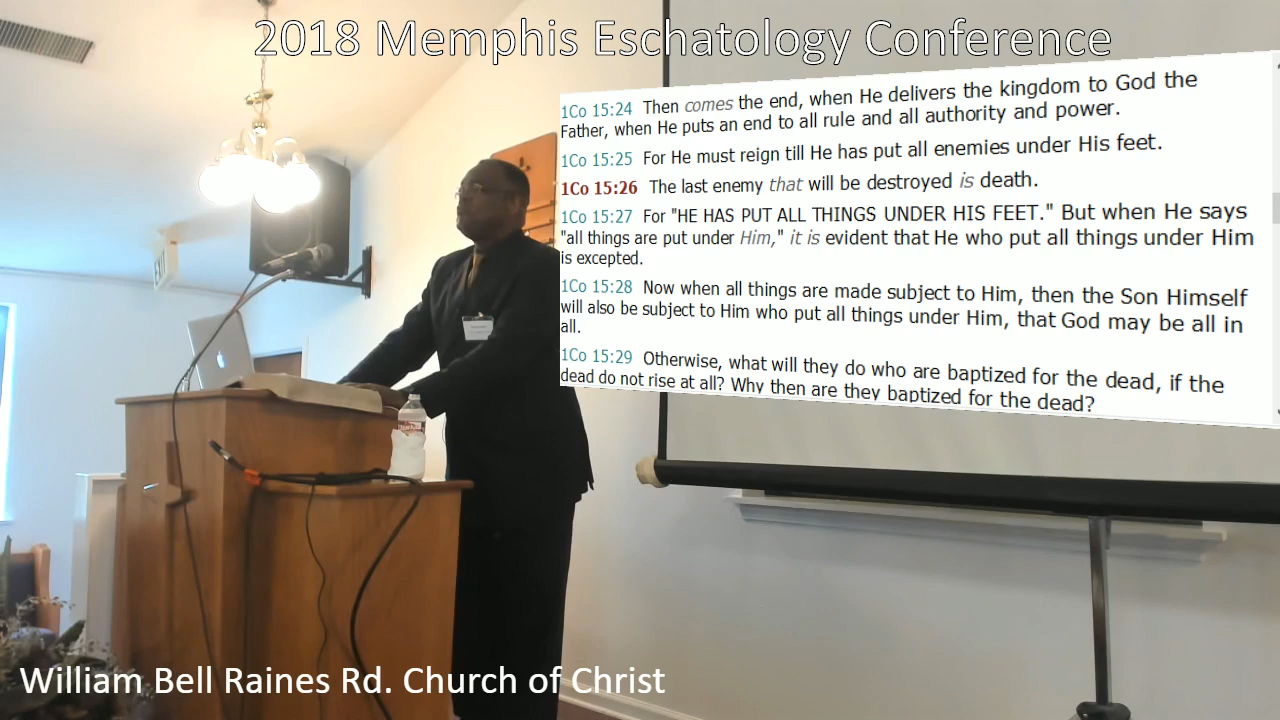 2018 Memphis Eschatology Conference
1Co 15:24 Then comes the end, when He delivers the kingdom to God the
Father, when He puts an end to all rule and all authority and power.
1Co 15:25 For He must reign till He has put all enemies under His feet.
1Co 15:26 The last enemy that will be destroyed is death.
1Co 15:27 For "HE HAS PUT ALL THINGS UNDER HIS FEET." But when He says
"all things are put under Him," it is evident that He who put all things under Him
is excepted.
1Co 15:28 Now when all things are made subject to Him, then the Son Himself
will also be subject to Him who put all things under Him, that God may be all in
all.
1Co 15:29 Otherwise, what will they do who are baptized for the dead, if the
dead do not rise at all? Why then are they baptized for the dead?
EXIT
William Bell Raines Rd. Church of Christ